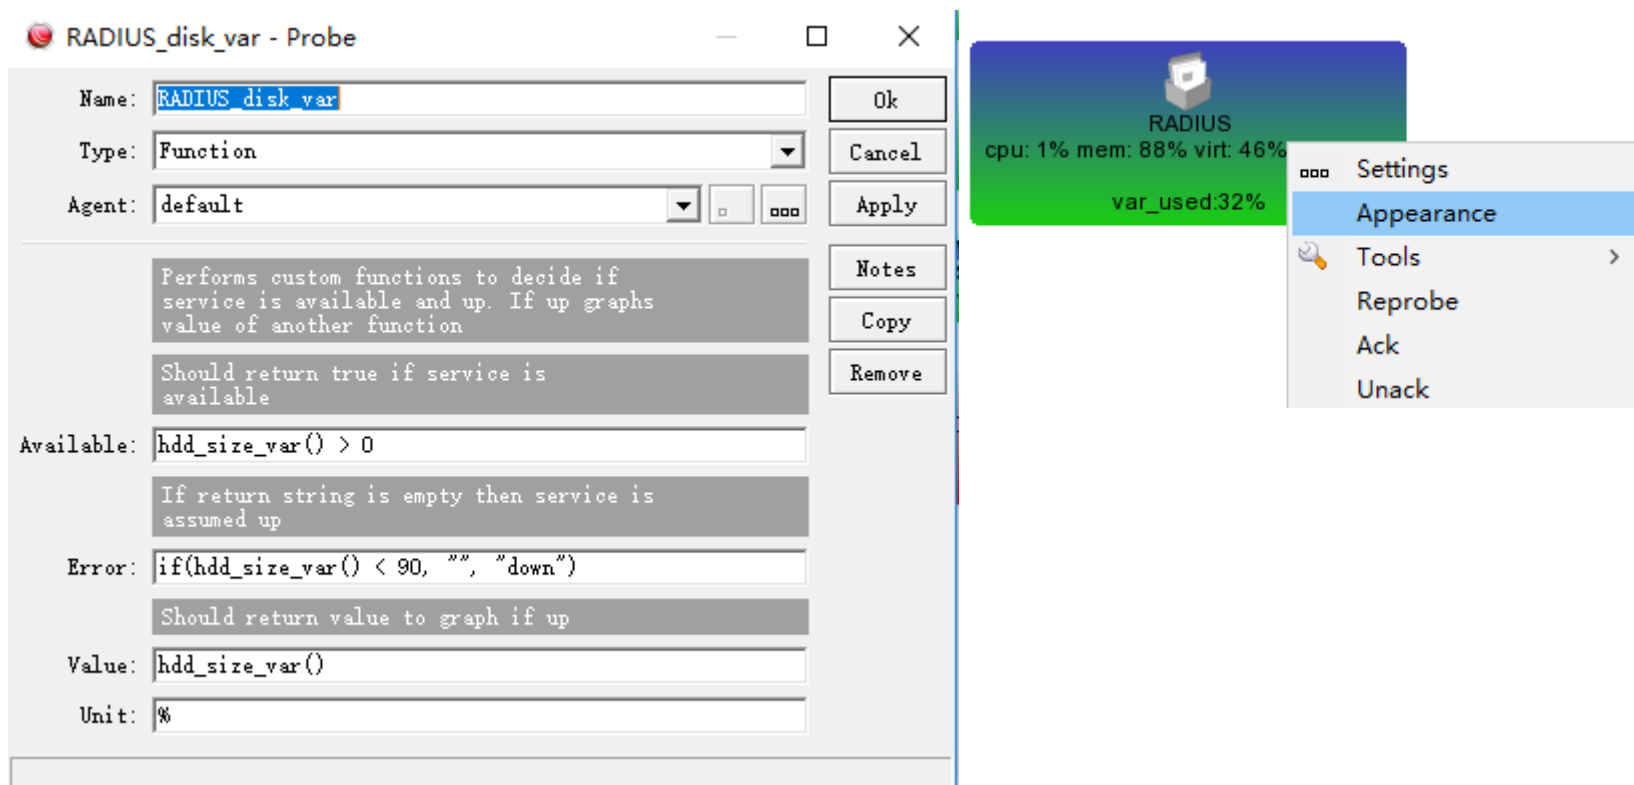 RADIUS_disk_var - Probe
Name: RADIUS_disk_var
Ok
Type: Function
Cancel
Agent: default
Apply
Performs custom functions to decide if
service is available and up. If up graphs
value of another function
Notes
Copy
Should return true if service is
available
Remove
Available: hdd_size_var() > 0
If return string is empty then service is
assumed up
Error: if(hdd_size_var() < 90, "", "down")
Should return value to graph if up
Value: hdd_size_var()
Unit: %
RADIUS
cpu: 1% mem: 88% virt: 46%
var_used:32%
Settings
Appearance
Tools
Reprobe
Ack
Unack